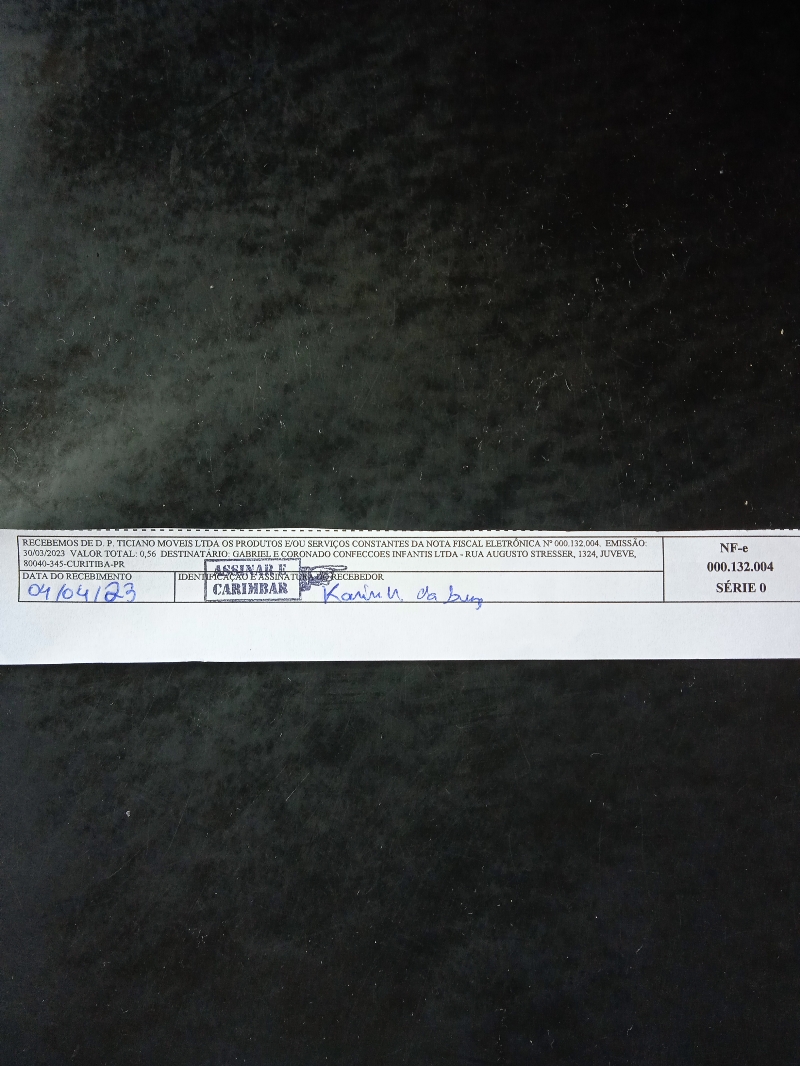 RECEBEMOS DE D. P. TICIANO MOVEIS LTDA OS PRODUTOS E/OU SERVIÇOS CONSTANTES DA NOTA FISCAL ELETRÔNICA Nº 000.132.004. EMISSÃO:
30/03/2023 VALOR TOTAL: 0,56 DESTINATÁRIO: GABRIEL E CORONADO CONFECCOES INFANTIS LTDA - RUA AUGUSTO STRESSER, 1324, JUVEVE,
80040-345-CURITIBA-PR
DATA DO RECEBIMENTO
04/04/23
IDENTIFICAÇÃO E ASSINATURA DO RECEBEDOR
ASSINAR E
CARIMBAR
da
NF-e
000.132.004
SÉRIE 0